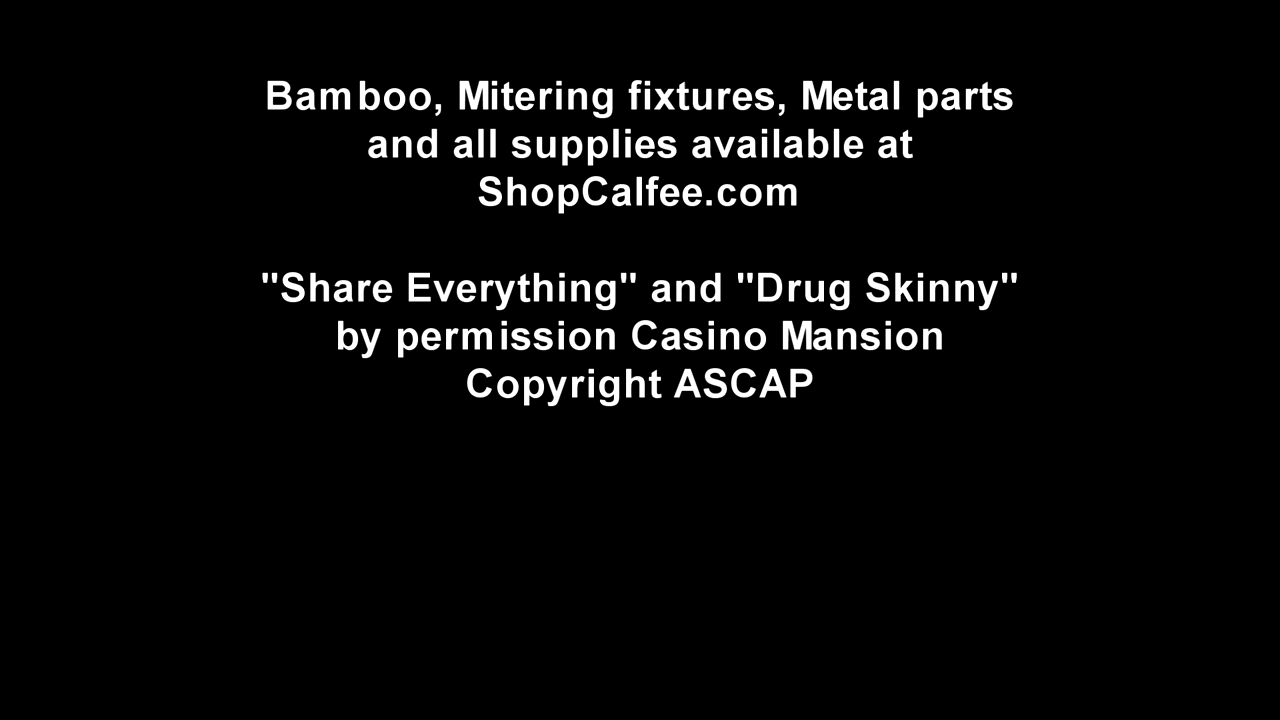 Bamboo, Mitering fixtures, Metal parts
and all supplies available at
ShopCalfee.com
"Share Everything" and "Drug Skinny"
by permission Casino Mansion
Copyright ASCAP